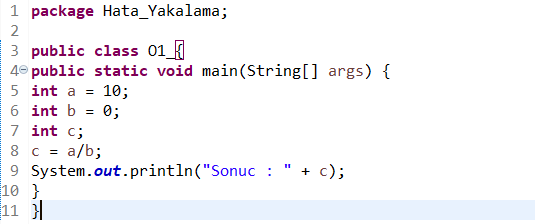 1 package Hata_Yakalama;
2
3 public class O1_{
4 public static void main(String[] args) {
5 int a = 10;
6 int b = 0;
7 int c;
8 c = a/b;
9 System.out.println("Sonuc : " + c);
10 }
11 }